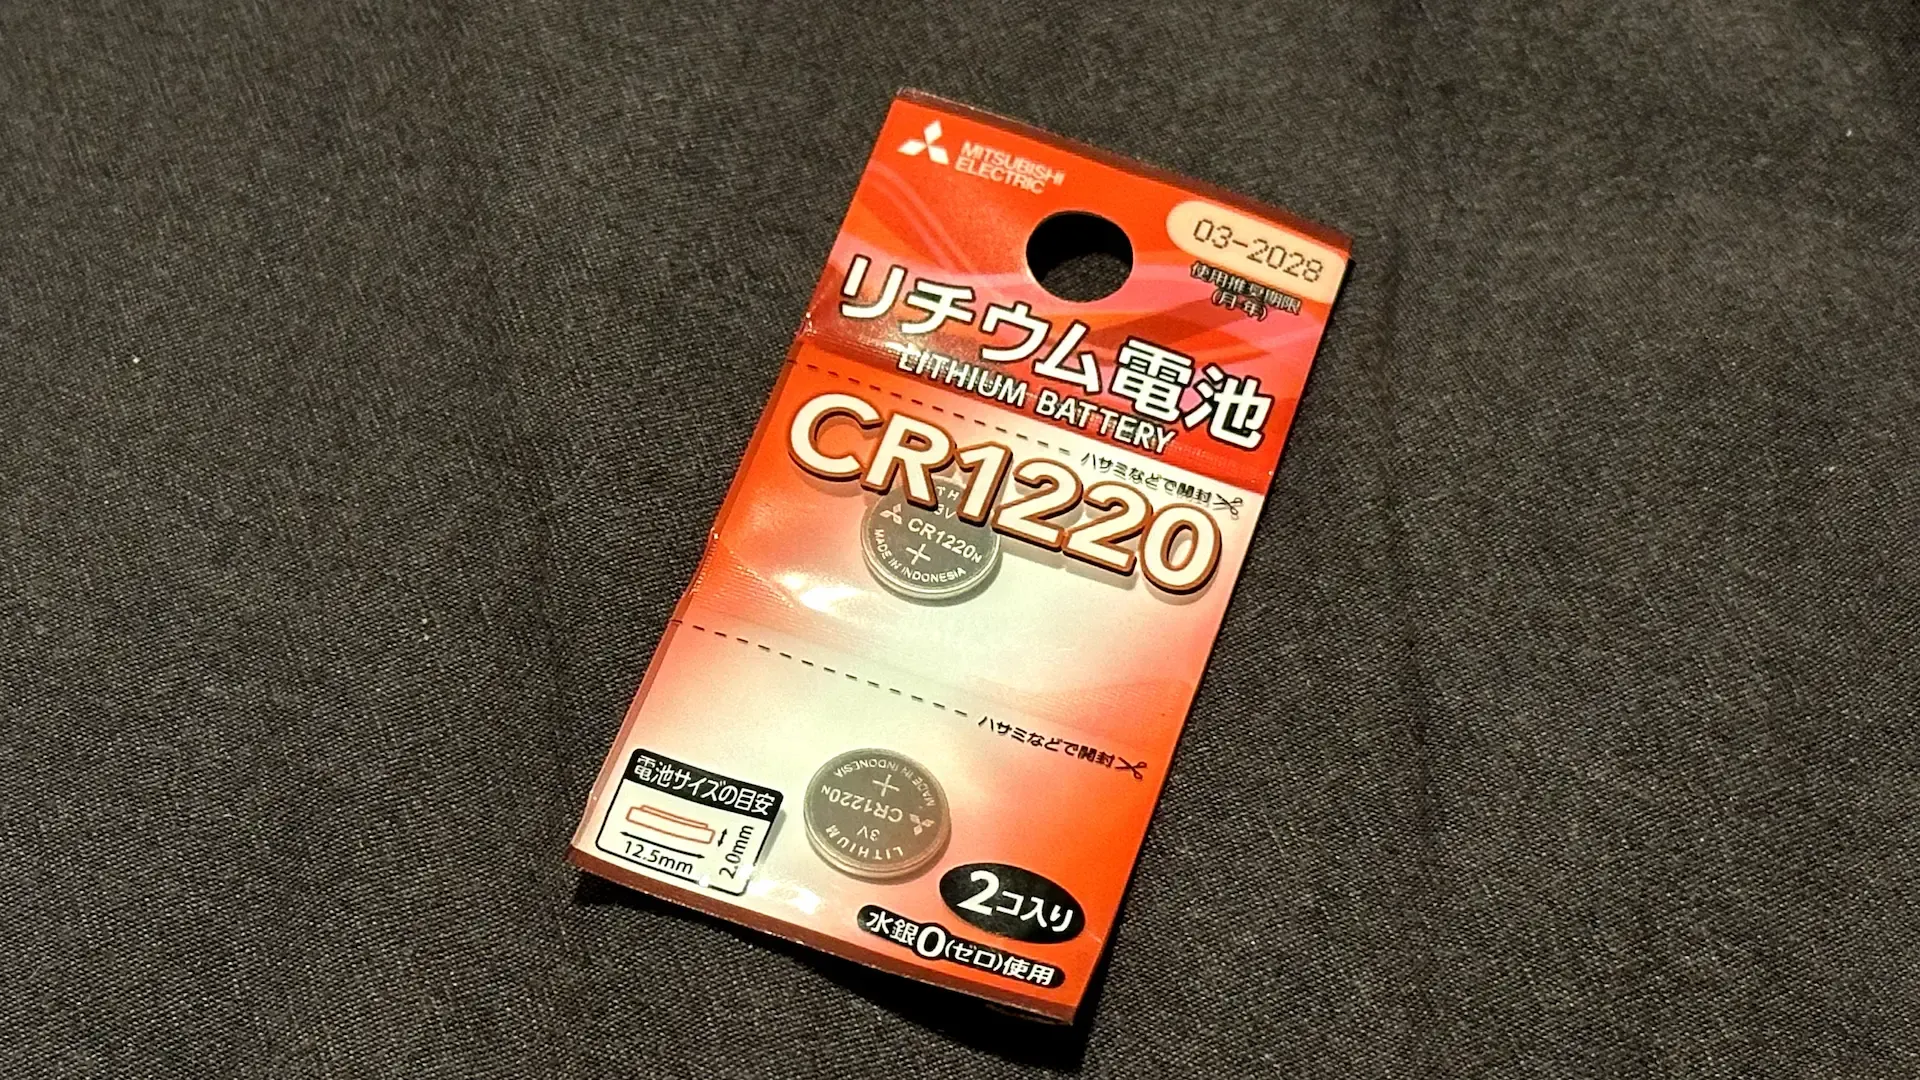 MITSUBISHI
ELECTRIC
03-2028
使用推奨期限
(月-年)
リチウム電池
LITHIUM BATTERY
ハサミなどで開封
CR1220
3V
CR1220N
+
MADE IN INDONESIA
ハサミなどで開封
電池サイズの目安
12.5mm
2.0mm
LITHIUM
3V
CR1220N
+
MADE IN INDONESIA
2コ入り
水銀0(ゼロ)使用